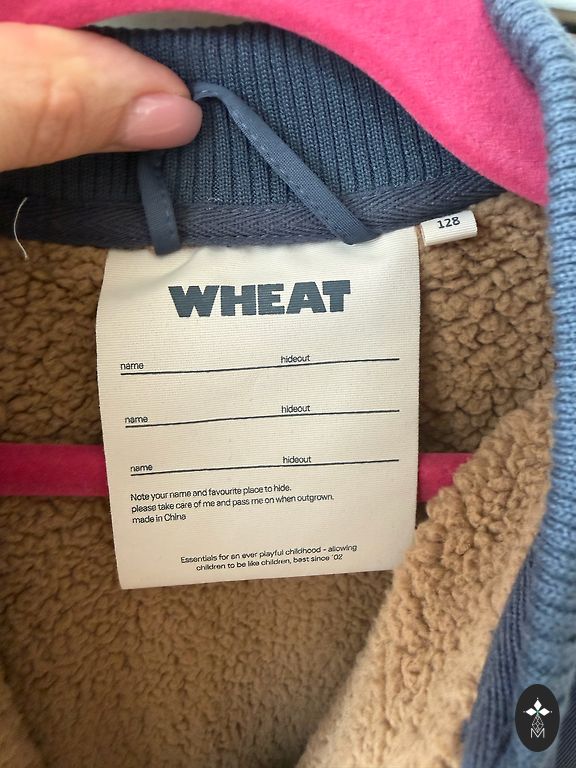 128
WHEAT
name hideout
name hideout
name hideout
Note your name and favourite place to hide.
please take care of me and pass me on when outgrown.
made in China
Essentials for an ever playful childhood - allowing
children to be like children, best since '02
M